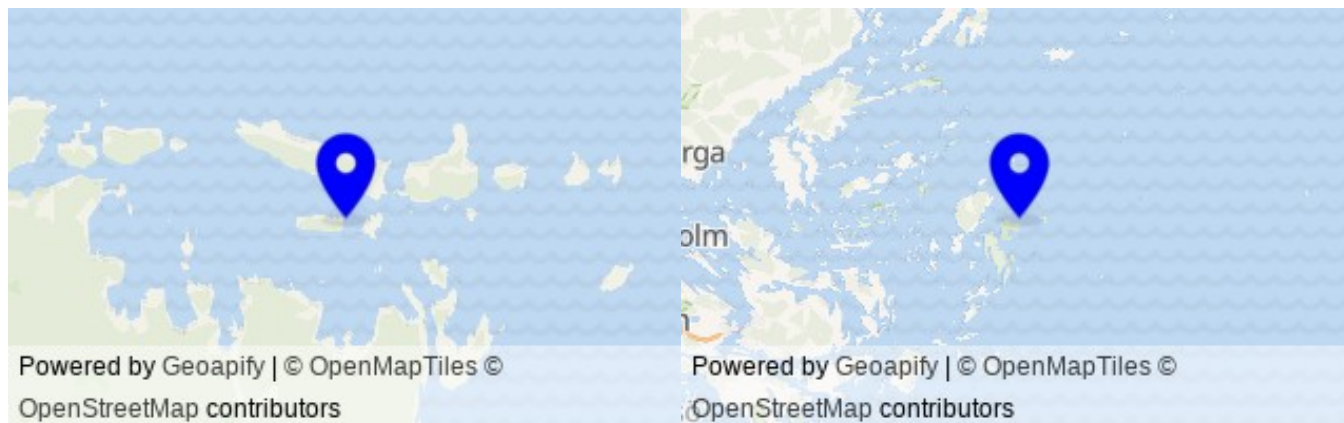 rga
olm
Powered by Geoapify | © OpenMapTiles ©
OpenStreetMap contributors
Powered by Geoapify | © OpenMapTiles ©
OpenStreetMap contributors